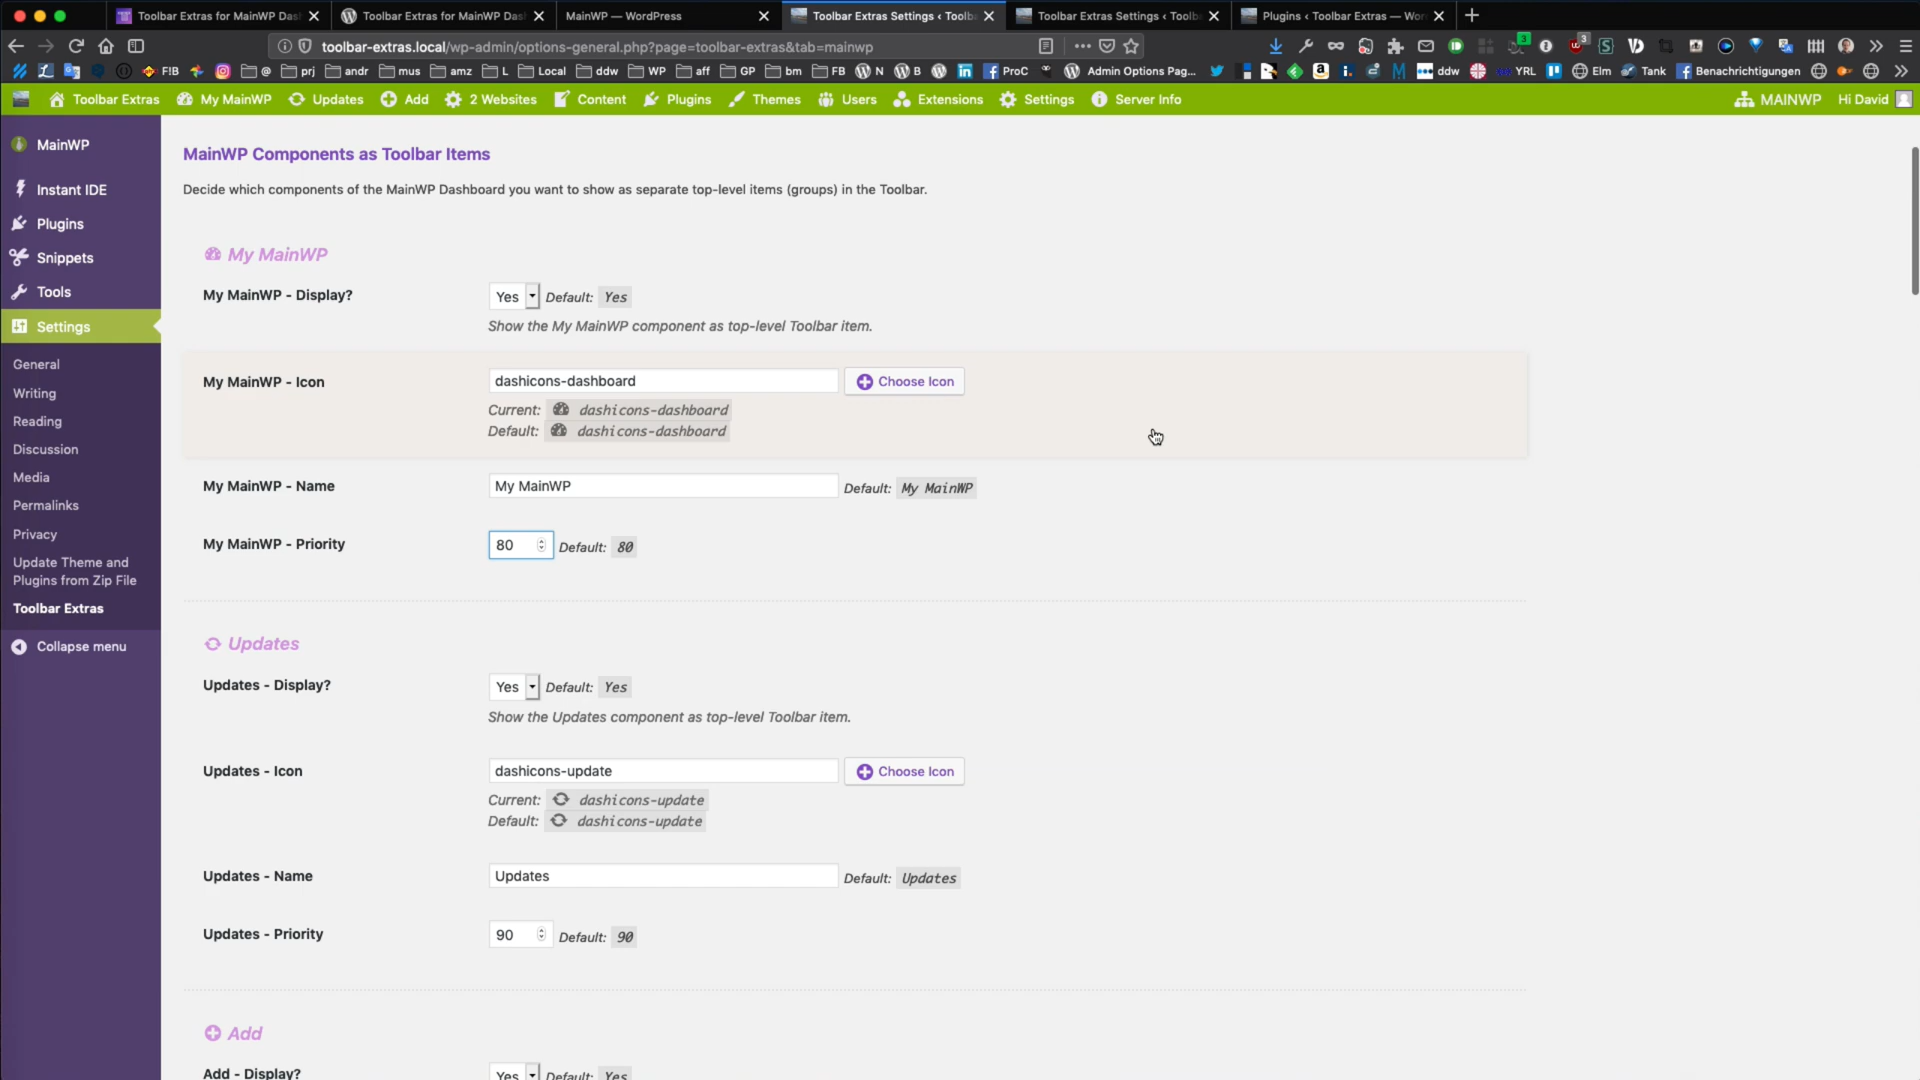 Toolbar Extras for MainWP Das
Toolbar Extras for MainWP Das
MainWP — WordPress
Toolbar Extras Settings ‹ Toolb
Toolbar Extras Settings ‹ Toolb
Plugins ‹ Toolbar Extras — Wor
toolbar-extras.local/wp-admin/options-general.php?page=toolbar-extras&tab=mainwp
F!B
@
prj
andr
mus
amz
L
Local
ddw
WP
aff
GP
bm
FB
N
B
ProC
Admin Options Pag...
ddw
YRL
Elm
Tank
Benachrichtigungen
Toolbar Extras
My MainWP
Updates
Add
2 Websites
Content
Plugins
Themes
Users
Extensions
Settings
Server Info
MAINWP
Hi David
MainWP
Instant IDE
Plugins
Snippets
Tools
Settings
General
Writing
Reading
Discussion
Media
Permalinks
Privacy
Update Theme and
Plugins from Zip File
Toolbar Extras
Collapse menu
MainWP Components as Toolbar Items
Decide which components of the MainWP Dashboard you want to show as separate top-level items (groups) in the Toolbar.
My MainWP
My MainWP - Display?
Yes Default: Yes
Show the My MainWP component as top-level Toolbar item.
My MainWP - Icon
dashicons-dashboard Choose Icon
Current: dashicons-dashboard
Default: dashicons-dashboard
My MainWP - Name
My MainWP Default: My MainWP
My MainWP - Priority
80 Default: 80
Updates
Updates - Display?
Yes Default: Yes
Show the Updates component as top-level Toolbar item.
Updates - Icon
dashicons-update Choose Icon
Current: dashicons-update
Default: dashicons-update
Updates - Name
Updates Default: Updates
Updates - Priority
90 Default: 90
Add
Add - Display?
Yes Default: Yes